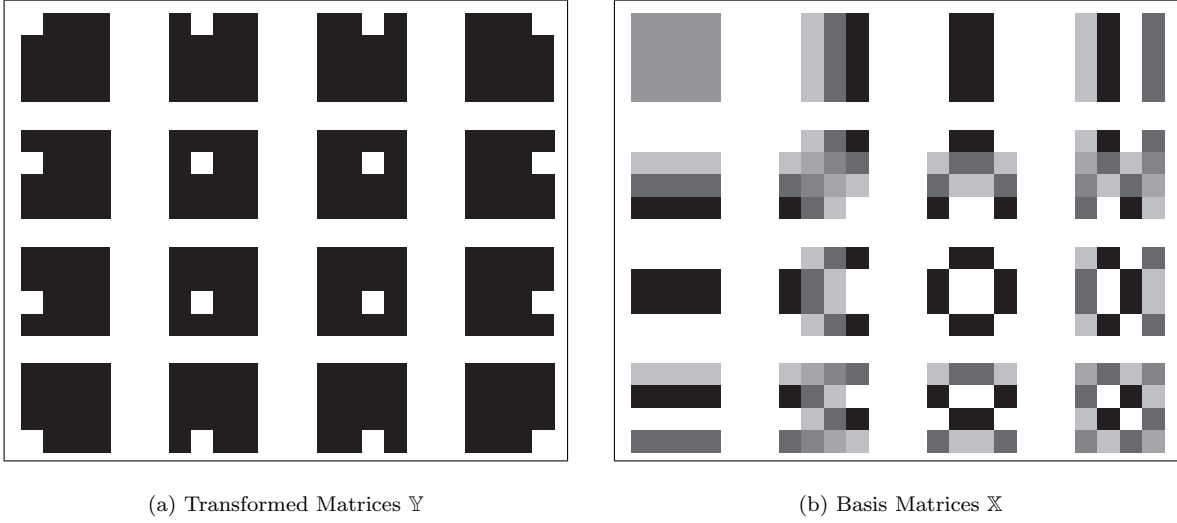 (a) Transformed Matrices 𝕐
(b) Basis Matrices 𝕏